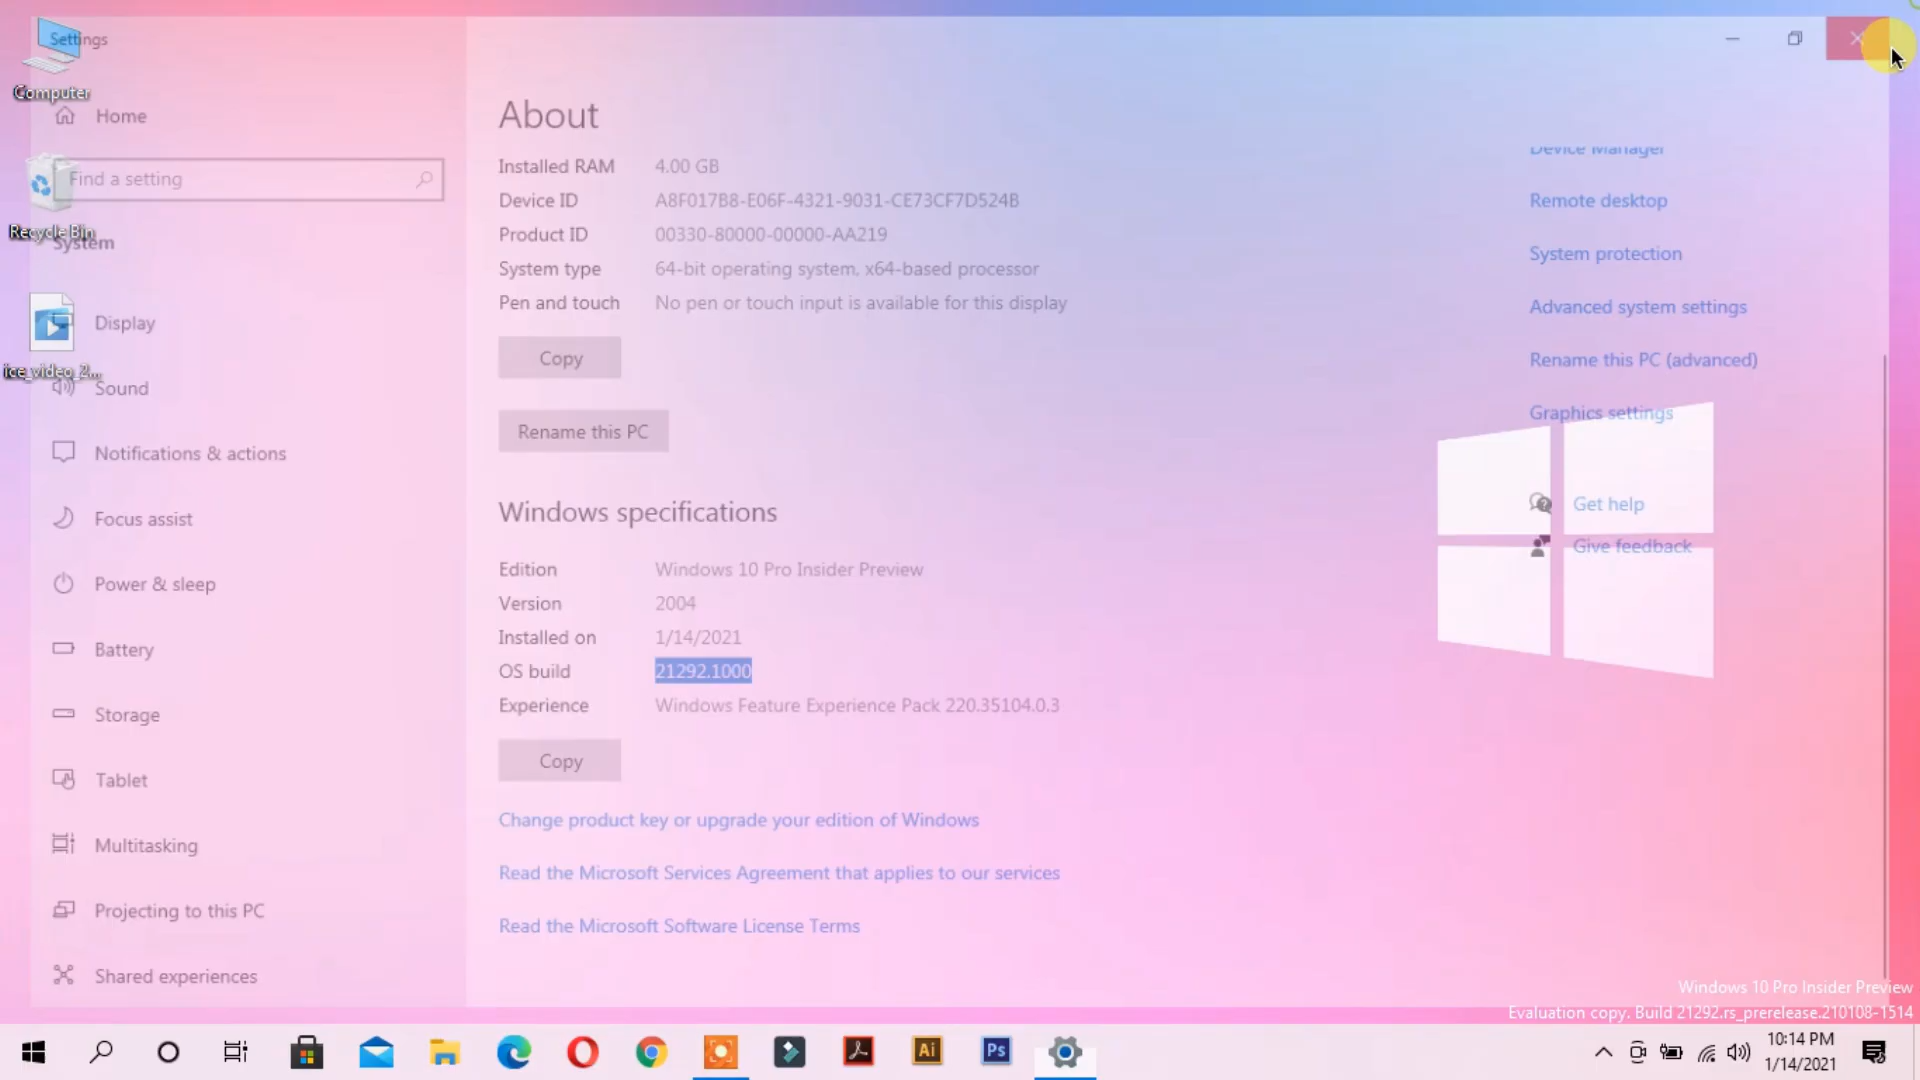 Settings
Computer
Home
Find a setting
Recycle Bin
System
Display
ice_video_2...
Sound
Notifications & actions
Focus assist
Power & sleep
Battery
Storage
Tablet
Multitasking
Projecting to this PC
Shared experiences
About
Installed RAM 4.00 GB
Device ID A8F017B8-E06F-4321-9031-CE73CF7D524B
Product ID 00330-80000-00000-AA219
System type 64-bit operating system, x64-based processor
Pen and touch No pen or touch input is available for this display
Copy
Rename this PC
Windows specifications
Edition Windows 10 Pro Insider Preview
Version 2004
Installed on 1/14/2021
OS build 21292.1000
Experience Windows Feature Experience Pack 220.35104.0.3
Copy
Change product key or upgrade your edition of Windows
Read the Microsoft Services Agreement that applies to our services
Read the Microsoft Software License Terms
Device Manager
Remote desktop
System protection
Advanced system settings
Rename this PC (advanced)
Graphics settings
Get help
Give feedback
Windows 10 Pro Insider Preview
Evaluation copy. Build 21292.rs_prerelease.210108-1514
Ai
Ps
10:14 PM
1/14/2021